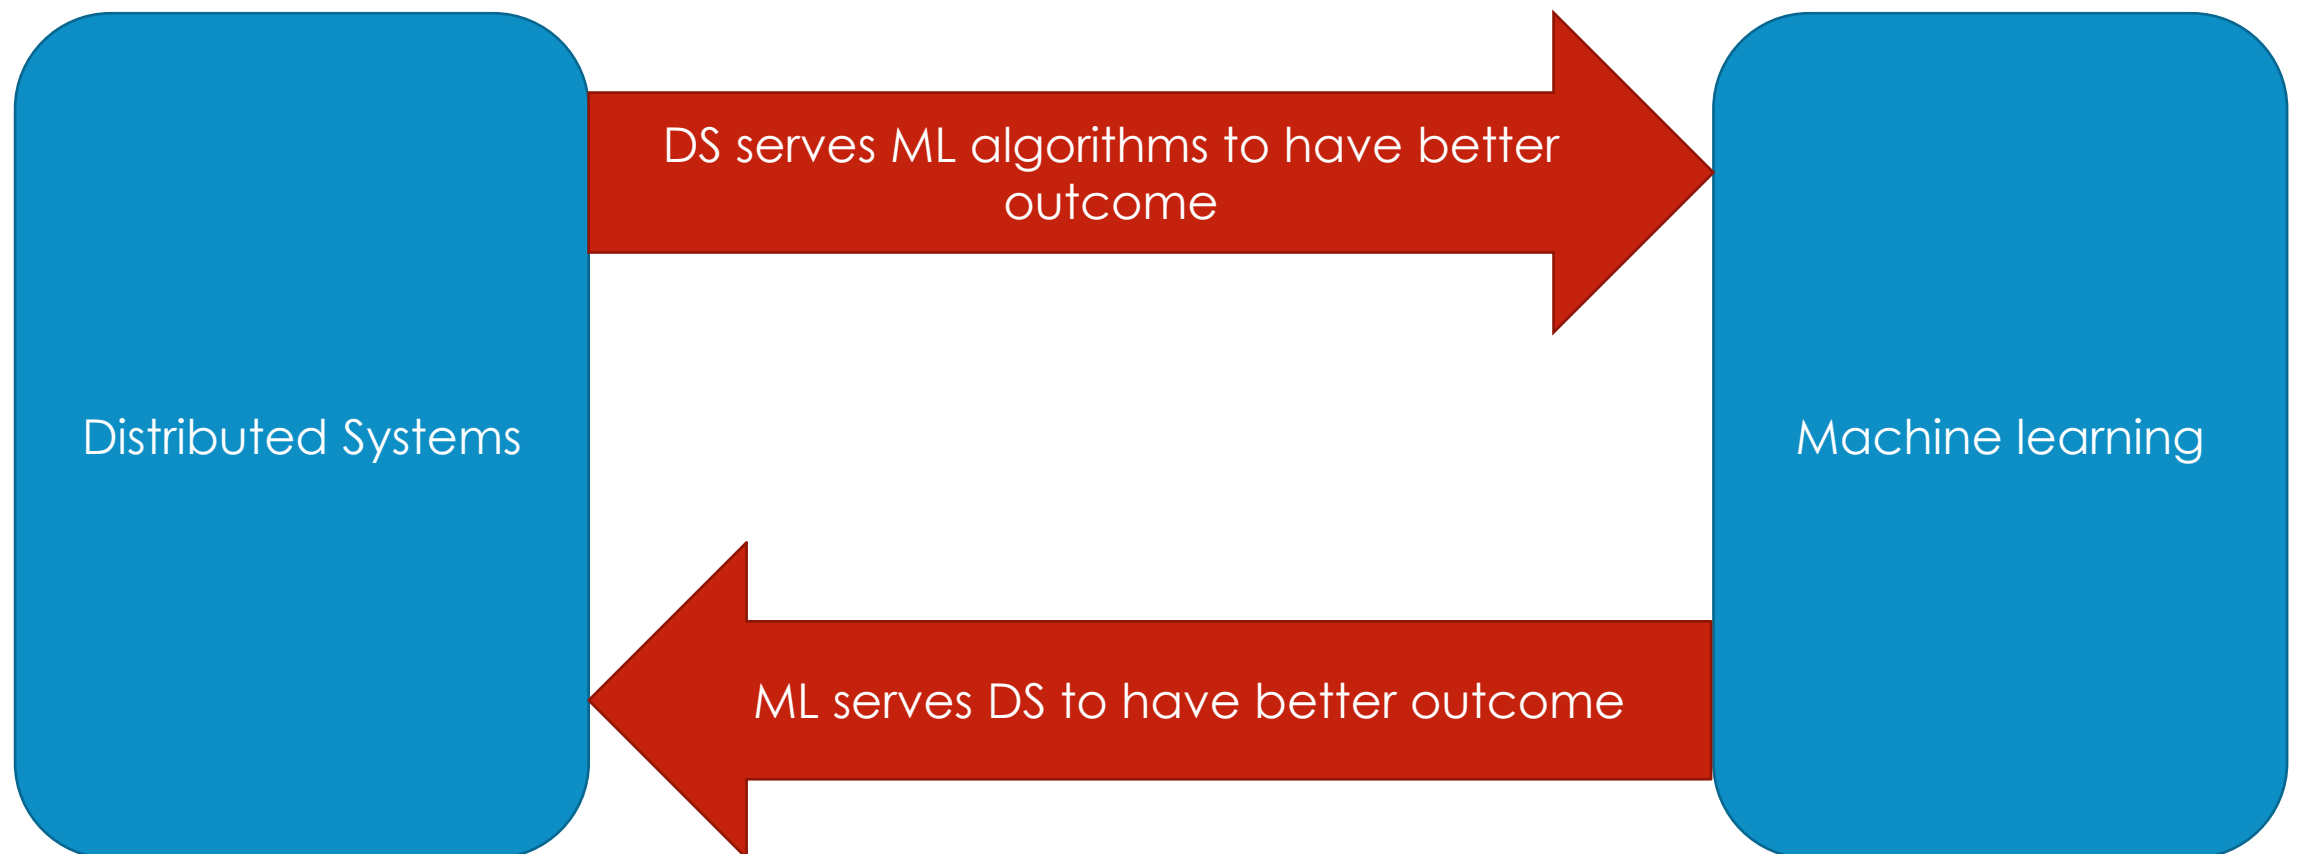 DS serves ML algorithms to have better
outcome
Distributed Systems
Machine learning
ML serves DS to have better outcome